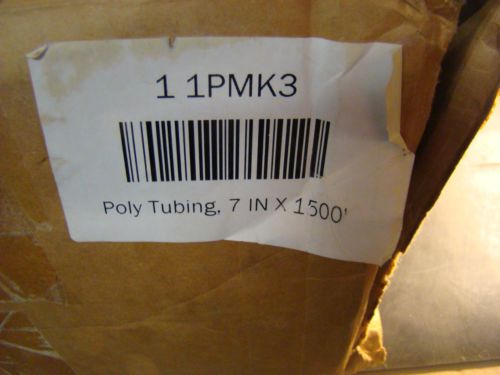 1 1PMK3
Poly Tubing, 7 IN X 1500'